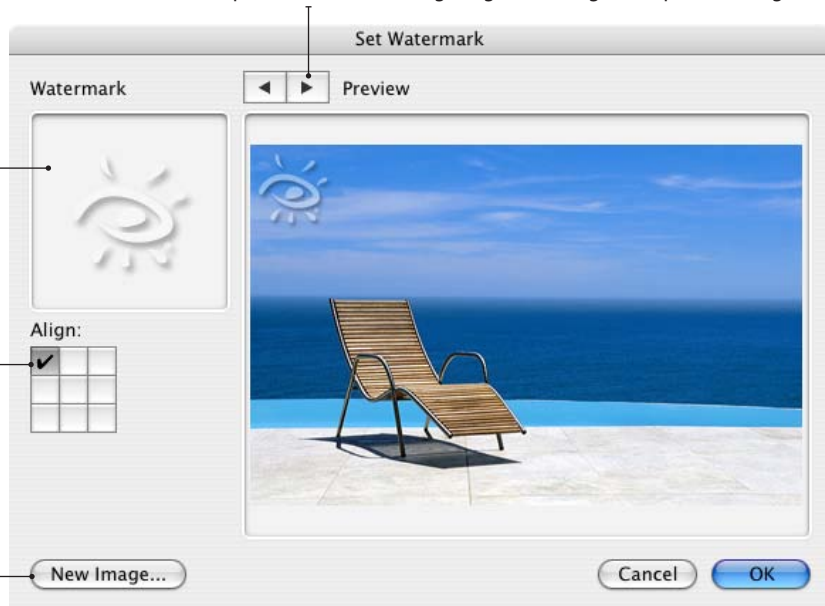 Set Watermark
Watermark
◀ ▶ Preview
Align:
✔
New Image...
Cancel OK